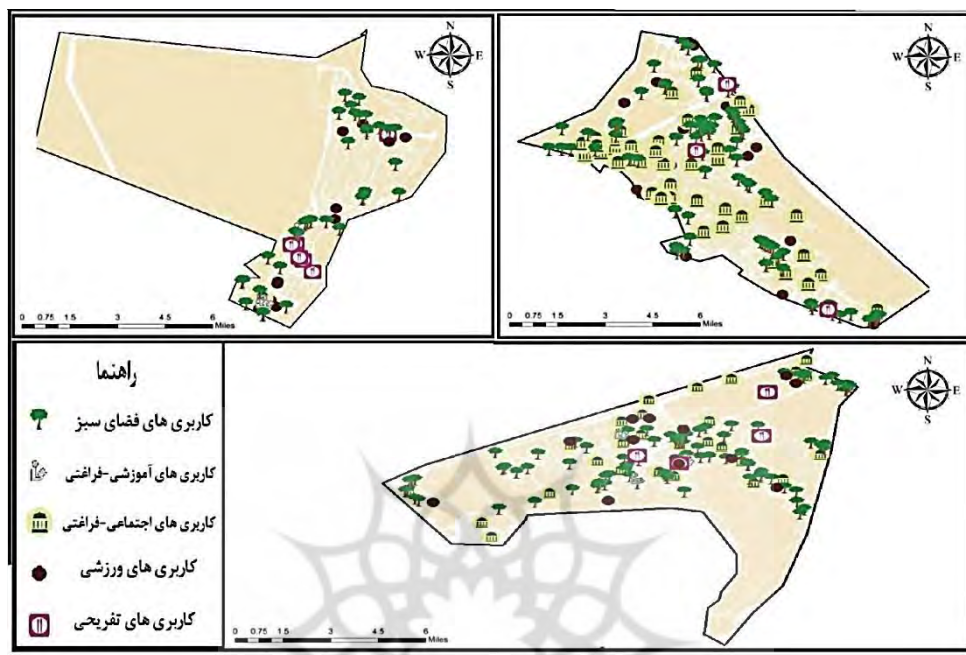 N
W E
S
0 0.75 1.5 3 4.5 6
Miles
N
W E
S
0 0.75 1.5 3 4.5 6
Miles
راهنما
کاربری های فضای سبز
کاربری های آموزشی-فراغتی
کاربری های اجتماعی-فراغتی
کاربری های ورزشی
کاربری های تفریحی
N
W E
S
0 0.75 1.5 3 4.5 6
Miles